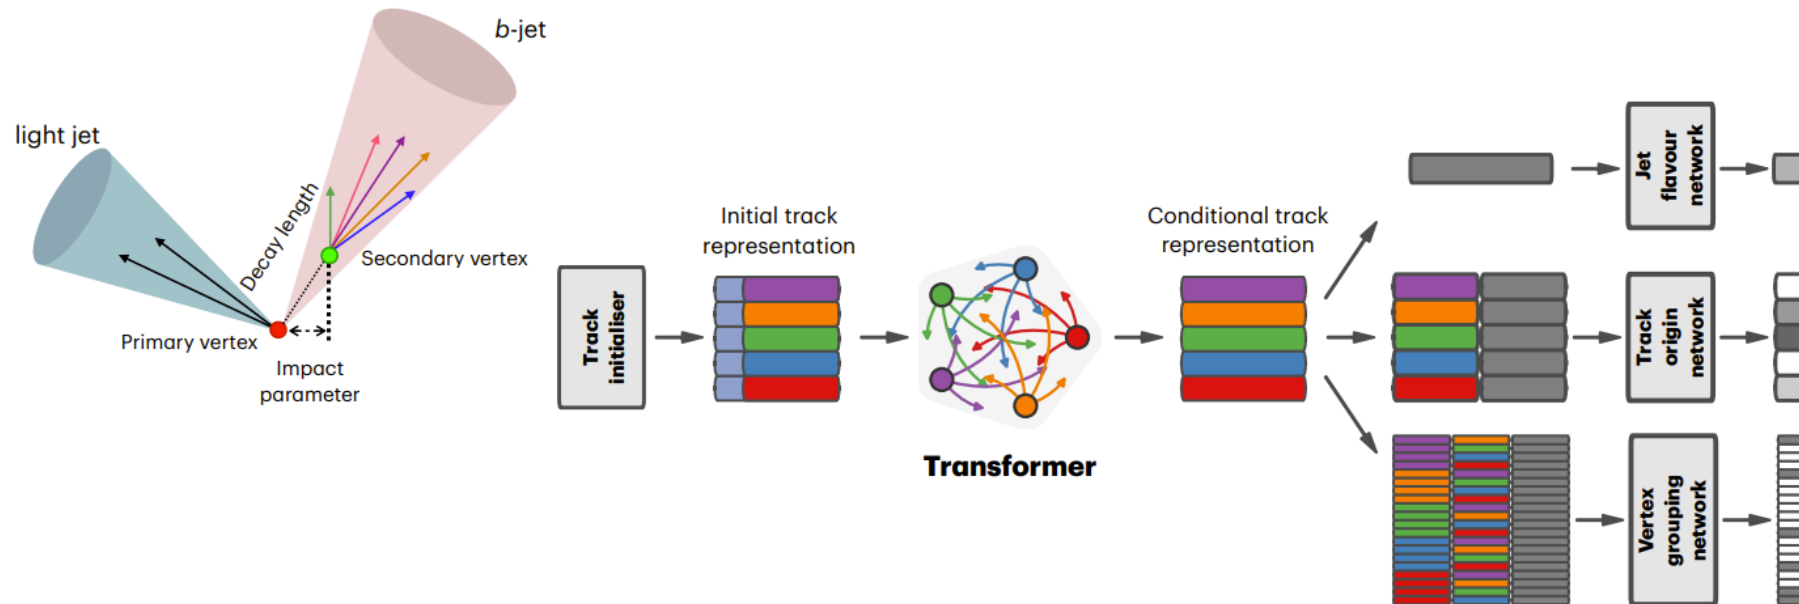 b-jet
light jet
Decay length
Secondary vertex
Primary vertex
Impact
parameter
Track
initialiser
Initial track
representation
Transformer
Conditional track
representation
Jet
flavour
network
Track
origin
network
Vertex
grouping
network